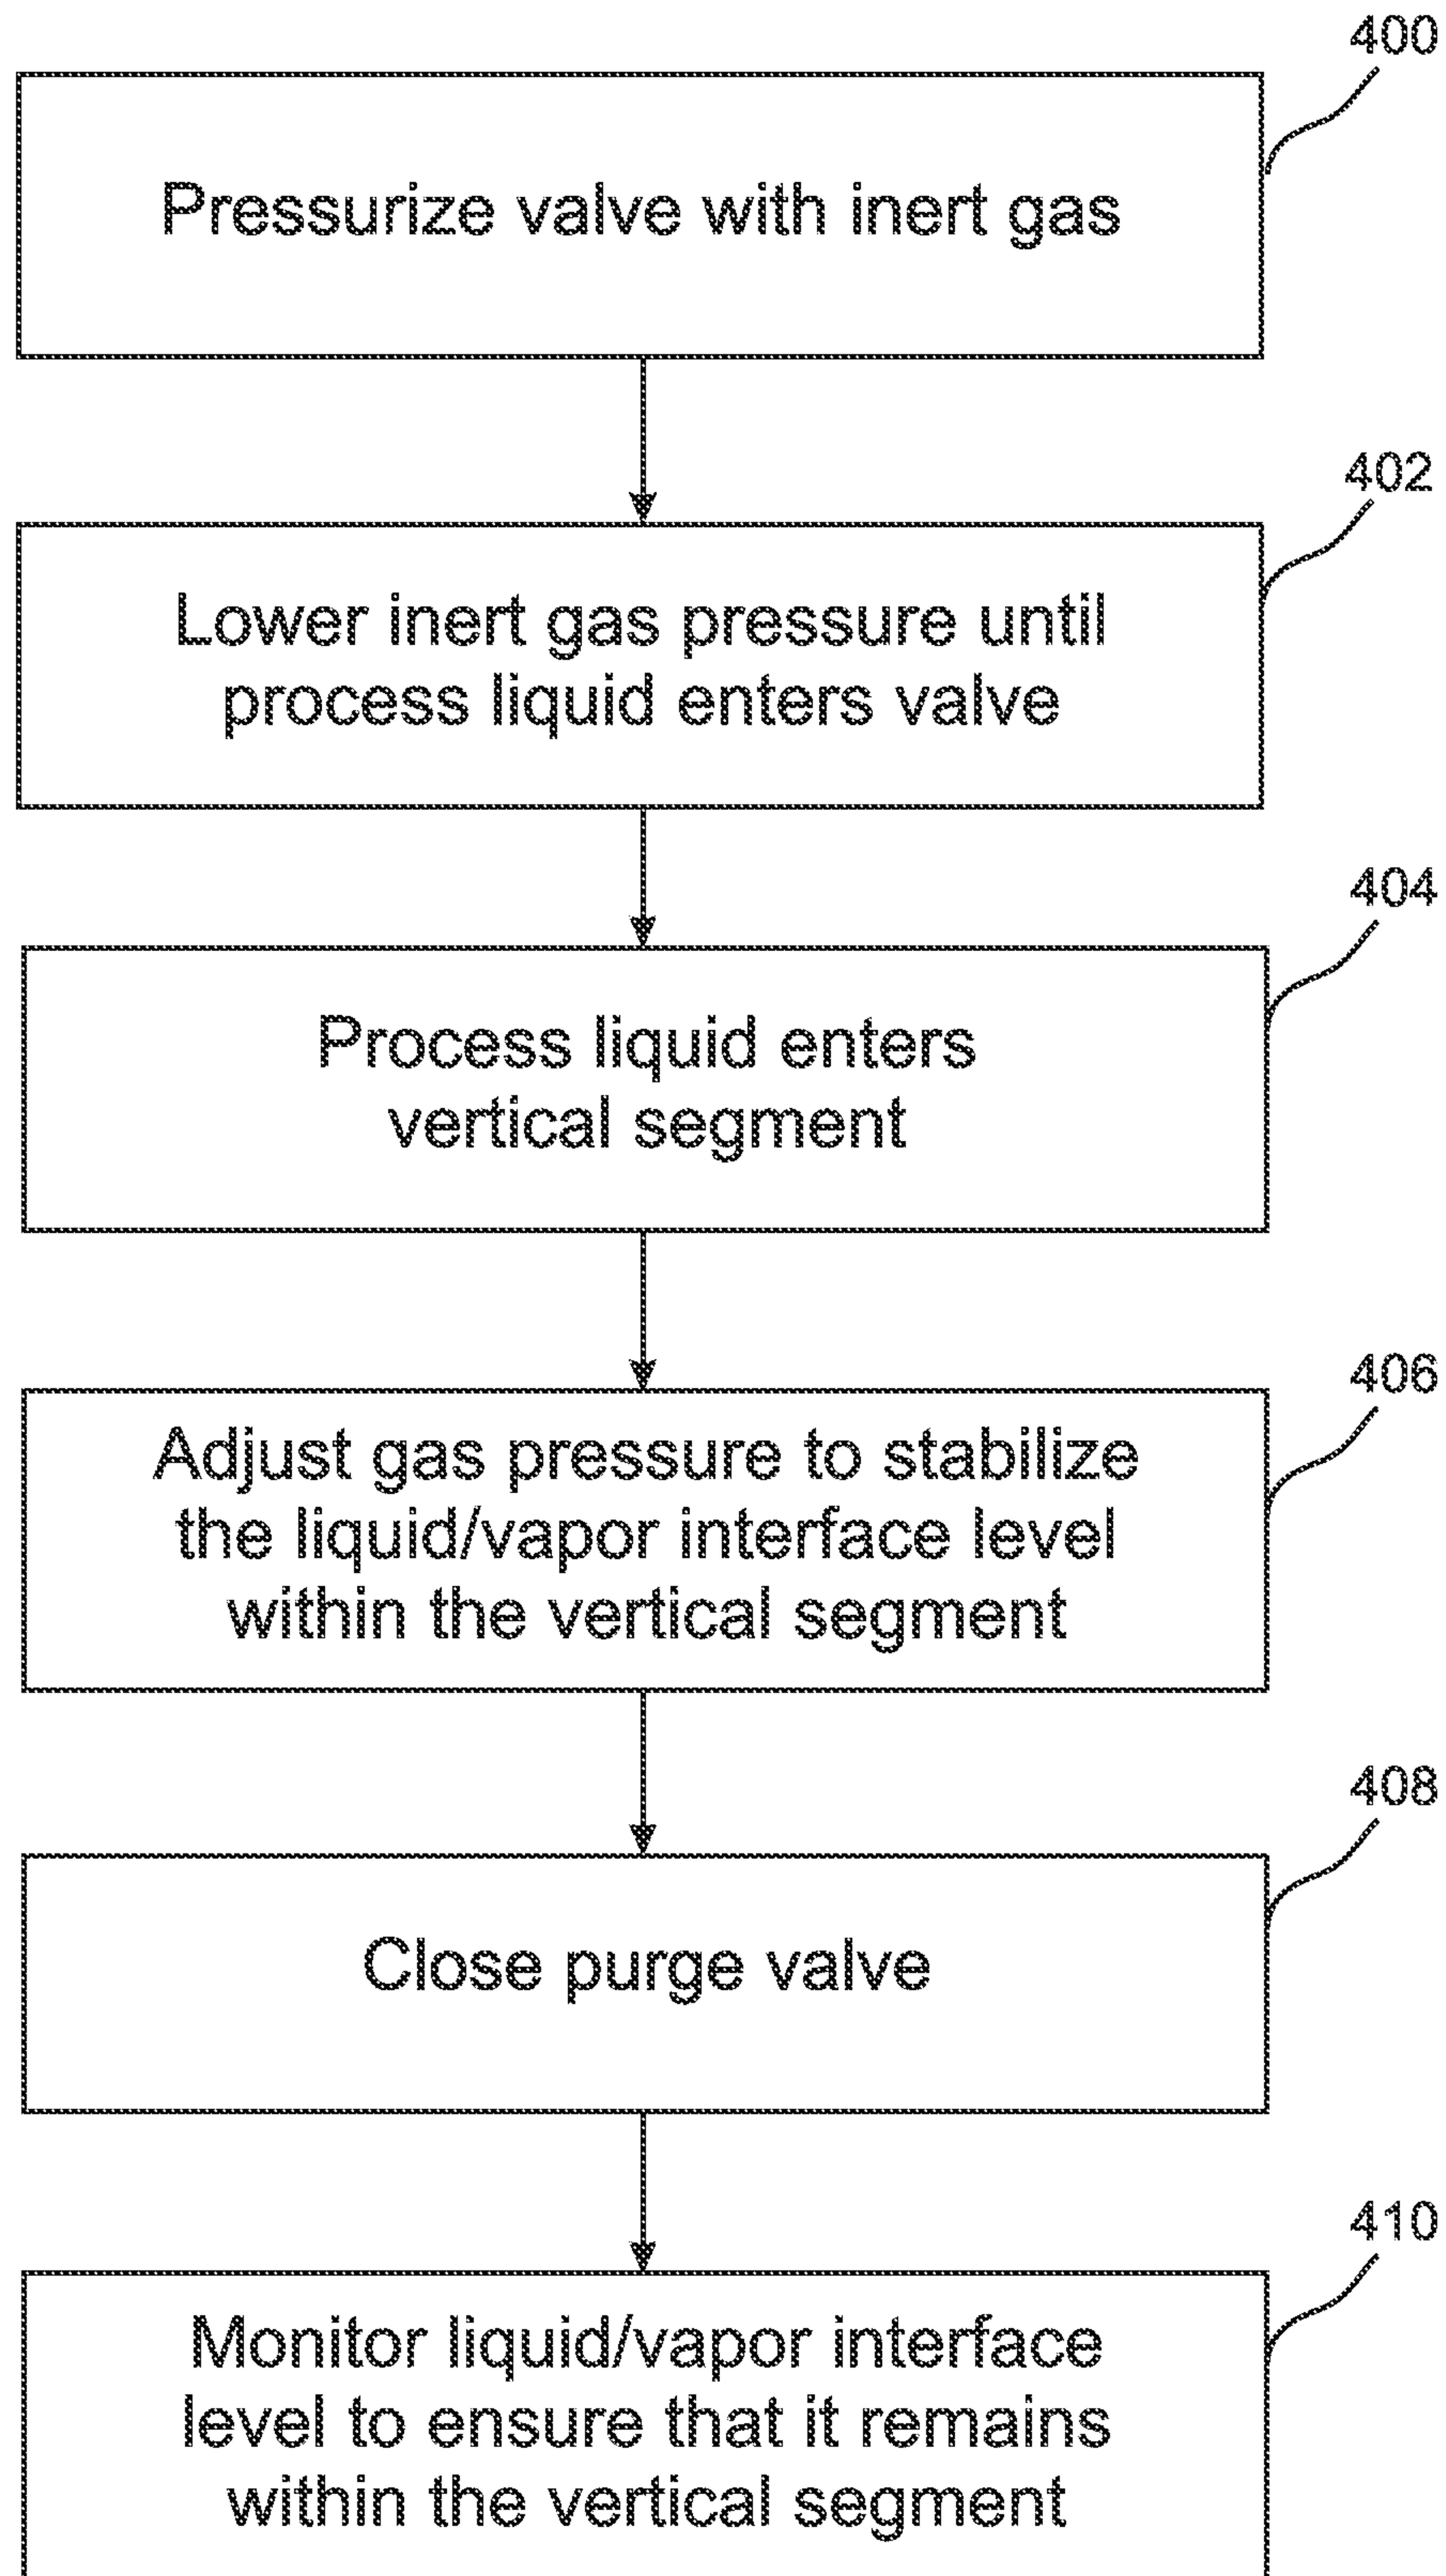 400
Pressurize valve with inert gas
402
Lower inert gas pressure until
process liquid enters valve
404
Process liquid enters
vertical segment
406
Adjust gas pressure to stabilize
the liquid/vapor interface level
within the vertical segment
408
Close purge valve
410
Monitor liquid/vapor interface
level to ensure that it remains
within the vertical segment